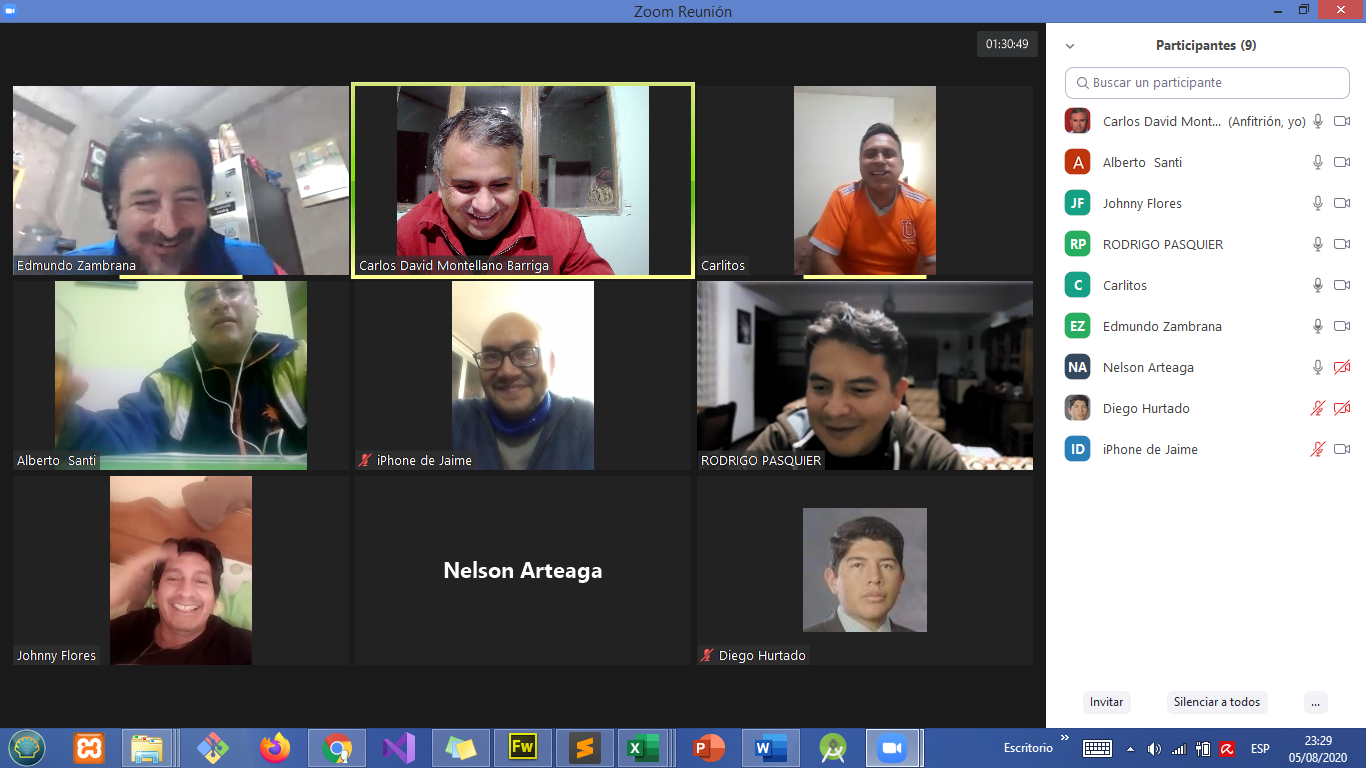 Zoom Reunión
01:30:49
Edmundo Zambrana
Carlos David Montellano Barriga
Carlitos
Alberto Santi
iPhone de Jaime
RODRIGO PASQUIER
Johnny Flores
Nelson Arteaga
Diego Hurtado
Participantes (9)
Buscar un participante
Carlos David Mont... (Anfitrión, yo)
A Alberto Santi
JF Johnny Flores
RP RODRIGO PASQUIER
C Carlitos
EZ Edmundo Zambrana
NA Nelson Arteaga
Diego Hurtado
ID iPhone de Jaime
Invitar Silenciar a todos ...
Fw S X P W
Escritorio » ESP
23:29
05/08/2020